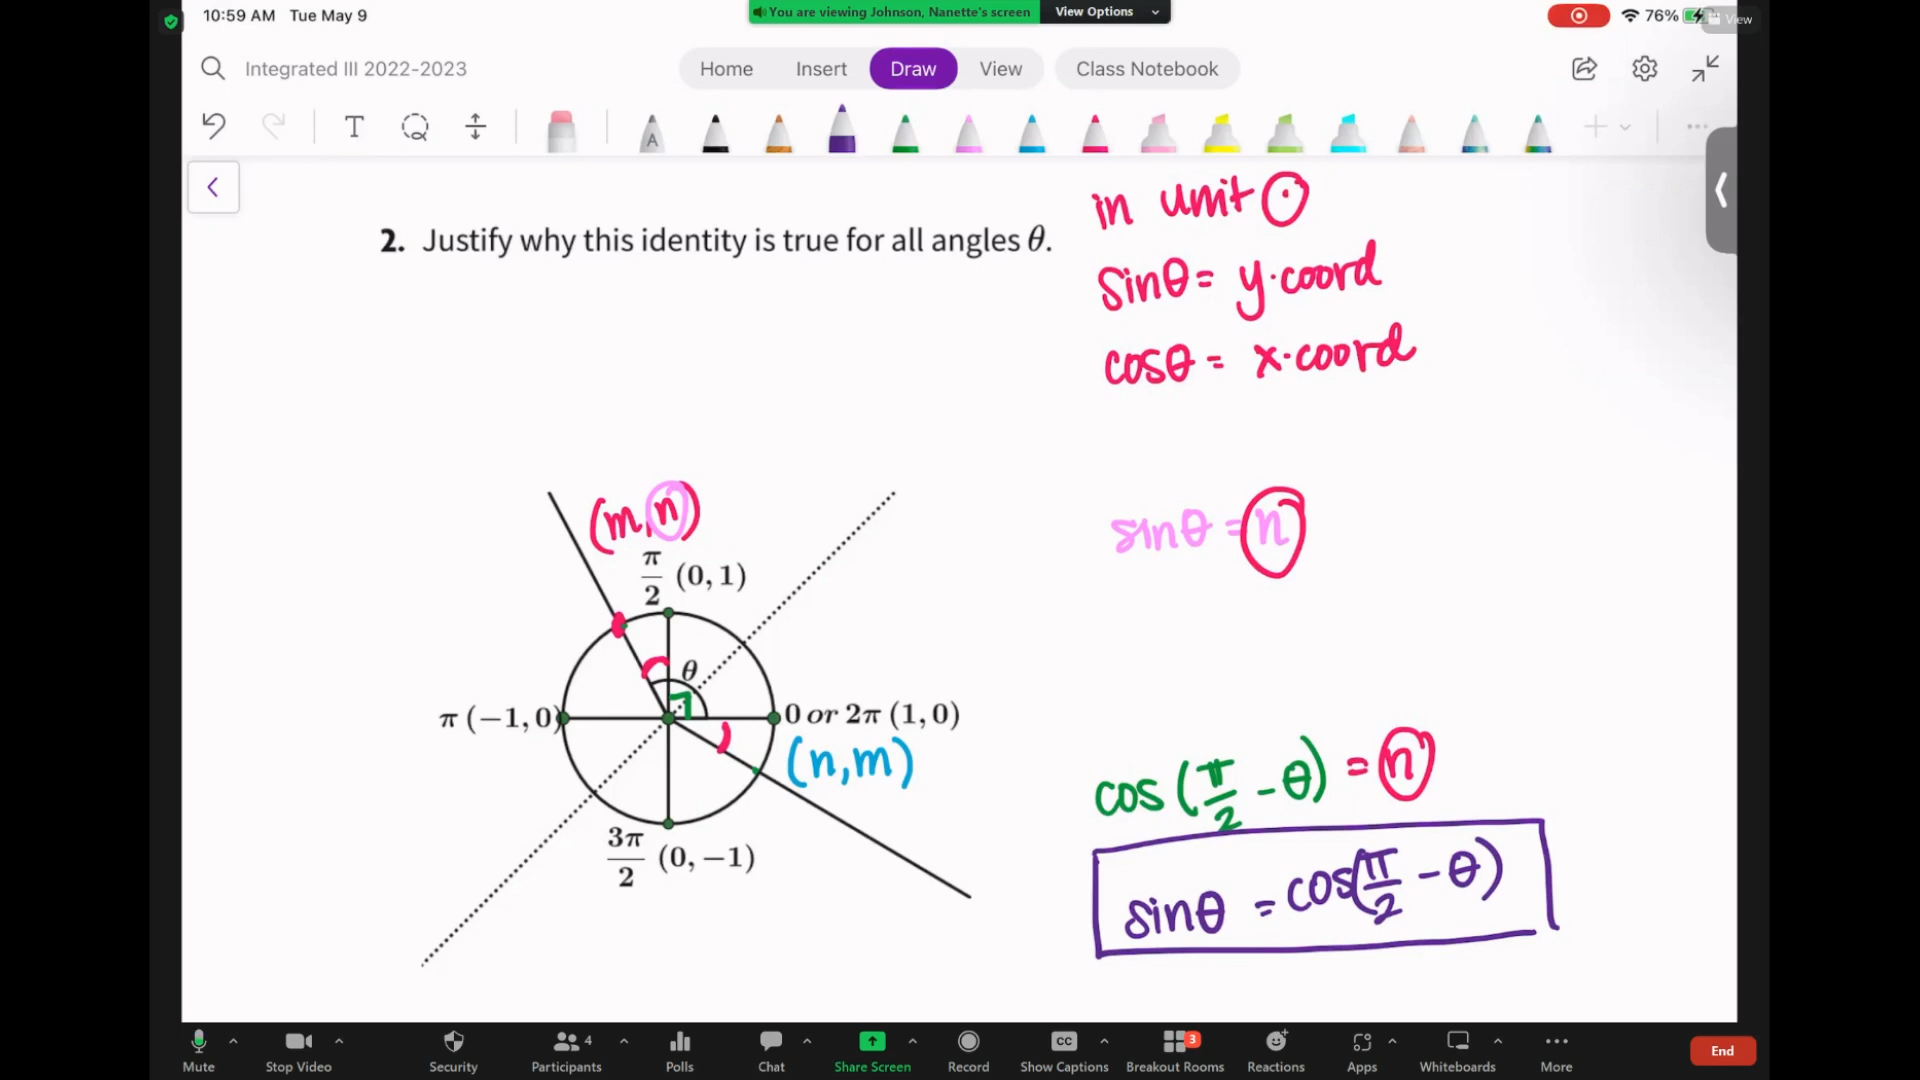 10:59 AM Tue May 9
You are viewing Johnson, Nanette's screen View Options
76% View
Integrated III 2022-2023
Home Insert Draw View Class Notebook
T A
in unit ⊙
2. Justify why this identity is true for all angles θ.
sinθ = y-coord
cosθ = x-coord
(m,n)
sinθ = n
π/2 (0, 1)
θ
π (−1, 0)
0 or 2π (1, 0)
(n,m)
cos(π/2 - θ) = n
3π/2 (0, −1)
sinθ = cos(π/2 - θ)
Mute
Stop Video
Security
4
Participants
Polls
Chat
Share Screen
Record
CC
Show Captions
3
Breakout Rooms
Reactions
Apps
Whiteboards
More
End